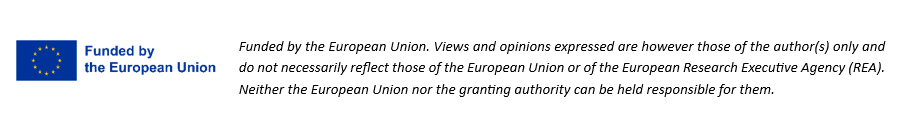 Funded by
the European Union
Funded by the European Union. Views and opinions expressed are however those of the author(s) only and
do not necessarily reflect those of the European Union or of the European Research Executive Agency (REA).
Neither the European Union nor the granting authority can be held responsible for them.